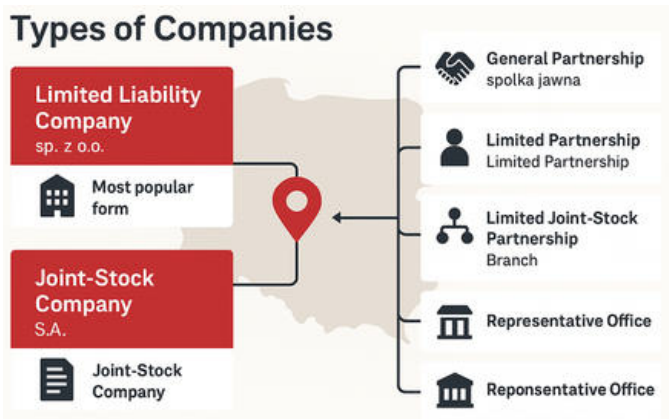 Types of Companies
Limited Liability
Company
sp. z o.o.
Most popular
form
Joint-Stock
Company
S.A.
Joint-Stock
Company
General Partnership
spolka jawna
Limited Partnership
Limited Partnership
Limited Joint-Stock
Partnership
Branch
Representative Office
Reponsentative Office